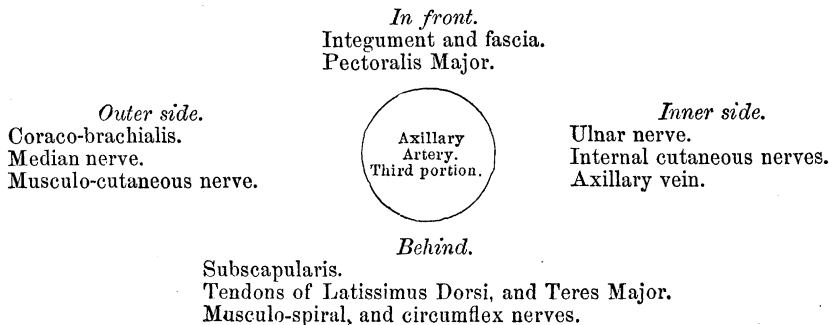 In front.
Integument and fascia.
Pectoralis Major.
Outer side.
Coraco-brachialis.
Median nerve.
Musculo-cutaneous nerve.
Axillary
Artery.
Third portion.
Inner side.
Ulnar nerve.
Internal cutaneous nerves.
Axillary vein.
Behind.
Subscapularis.
Tendons of Latissimus Dorsi, and Teres Major.
Musculo-spiral, and circumflex nerves.